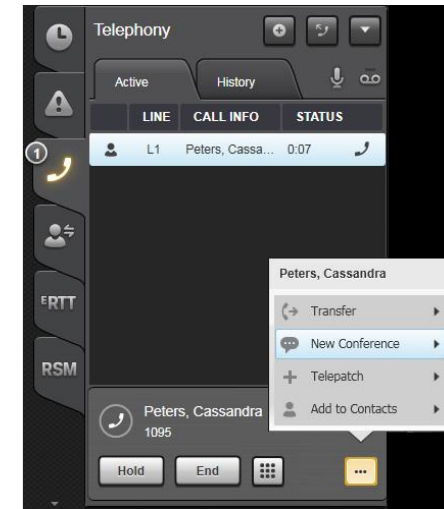 Telephony
Active History
LINE CALL INFO STATUS
L1 Peters, Cassa... 0:07
1
ERTT
RSM
Peters, Cassandra
Transfer
New Conference
Telepatch
Add to Contacts
Peters, Cassandra
1095
Hold End ...